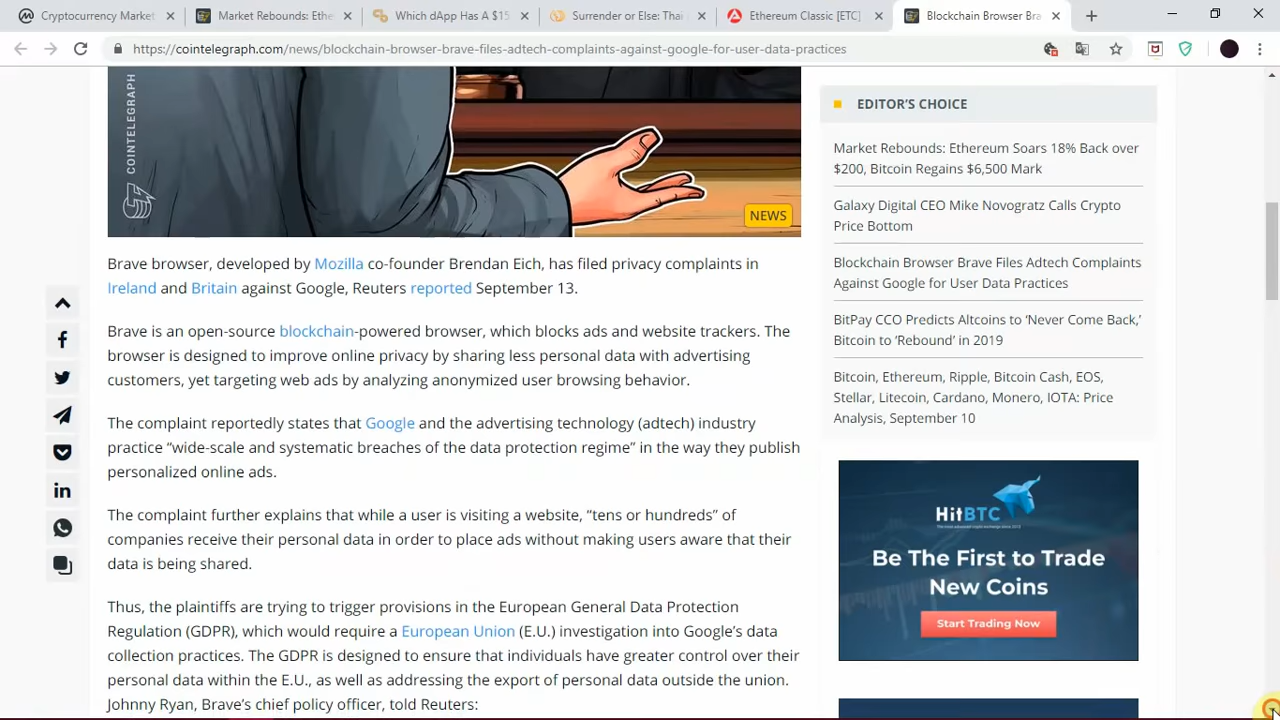 Cryptocurrency Market
Market Rebounds: Ethe
Which dApp Has A $15
Surrender or Else: Thai
Ethereum Classic [ETC]
Blockchain Browser Bra
https://cointelegraph.com/news/blockchain-browser-brave-files-adtech-complaints-against-google-for-user-data-practices
COINTELEGRAPH
NEWS
Brave browser, developed by Mozilla co-founder Brendan Eich, has filed privacy complaints in
Ireland and Britain against Google, Reuters reported September 13.
Brave is an open-source blockchain-powered browser, which blocks ads and website trackers. The
browser is designed to improve online privacy by sharing less personal data with advertising
customers, yet targeting web ads by analyzing anonymized user browsing behavior.
The complaint reportedly states that Google and the advertising technology (adtech) industry
practice “wide-scale and systematic breaches of the data protection regime” in the way they publish
personalized online ads.
The complaint further explains that while a user is visiting a website, “tens or hundreds” of
companies receive their personal data in order to place ads without making users aware that their
data is being shared.
Thus, the plaintiffs are trying to trigger provisions in the European General Data Protection
Regulation (GDPR), which would require a European Union (E.U.) investigation into Google’s data
collection practices. The GDPR is designed to ensure that individuals have greater control over their
personal data within the E.U., as well as addressing the export of personal data outside the union.
Johnny Ryan, Brave’s chief policy officer, told Reuters:
EDITOR’S CHOICE
Market Rebounds: Ethereum Soars 18% Back over
$200, Bitcoin Regains $6,500 Mark
Galaxy Digital CEO Mike Novogratz Calls Crypto
Price Bottom
Blockchain Browser Brave Files Adtech Complaints
Against Google for User Data Practices
BitPay CCO Predicts Altcoins to ‘Never Come Back,’
Bitcoin to ‘Rebound’ in 2019
Bitcoin, Ethereum, Ripple, Bitcoin Cash, EOS,
Stellar, Litecoin, Cardano, Monero, IOTA: Price
Analysis, September 10
HitBTC
The most advanced crypto exchange since 2013
Be The First to Trade
New Coins
Start Trading Now